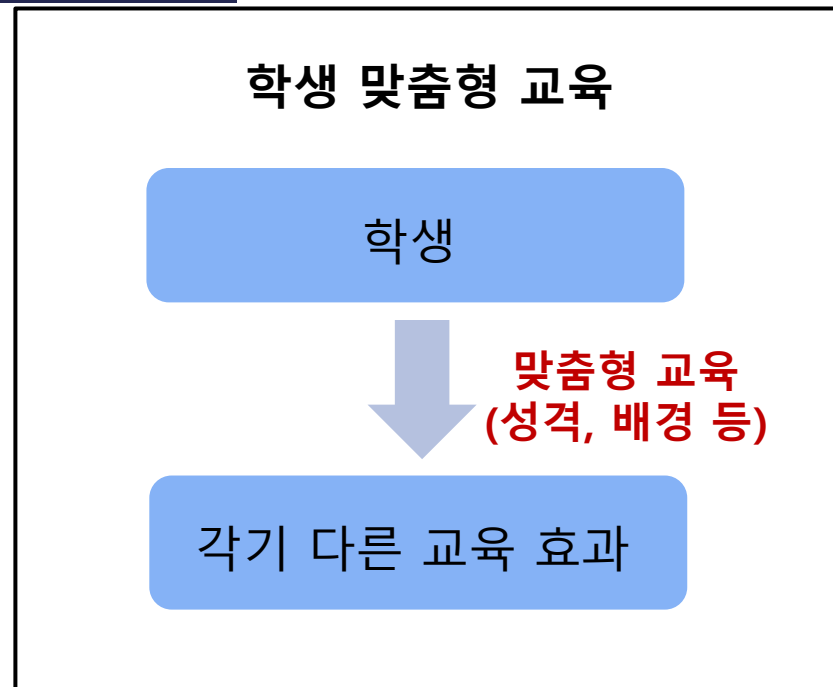 학생 맞춤형 교육
학생
맞춤형 교육
(성격, 배경 등)
각기 다른 교육 효과